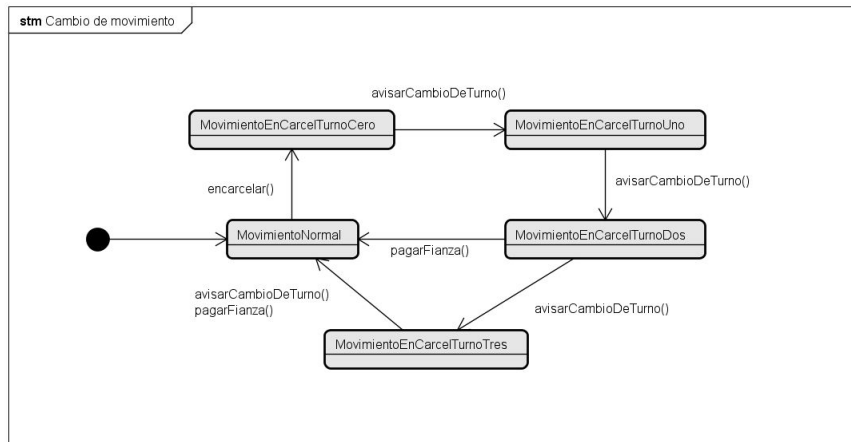 stm Cambio de movimiento
avisarCambioDeTurno()
MovimientoEnCarcelTurnoCero
MovimientoEnCarcelTurnoUno
encarcelar()
avisarCambioDeTurno()
MovimientoNormal
MovimientoEnCarcelTurnoDos
pagarFianza()
avisarCambioDeTurno()
pagarFianza()
avisarCambioDeTurno()
MovimientoEnCarcelTurnoTres